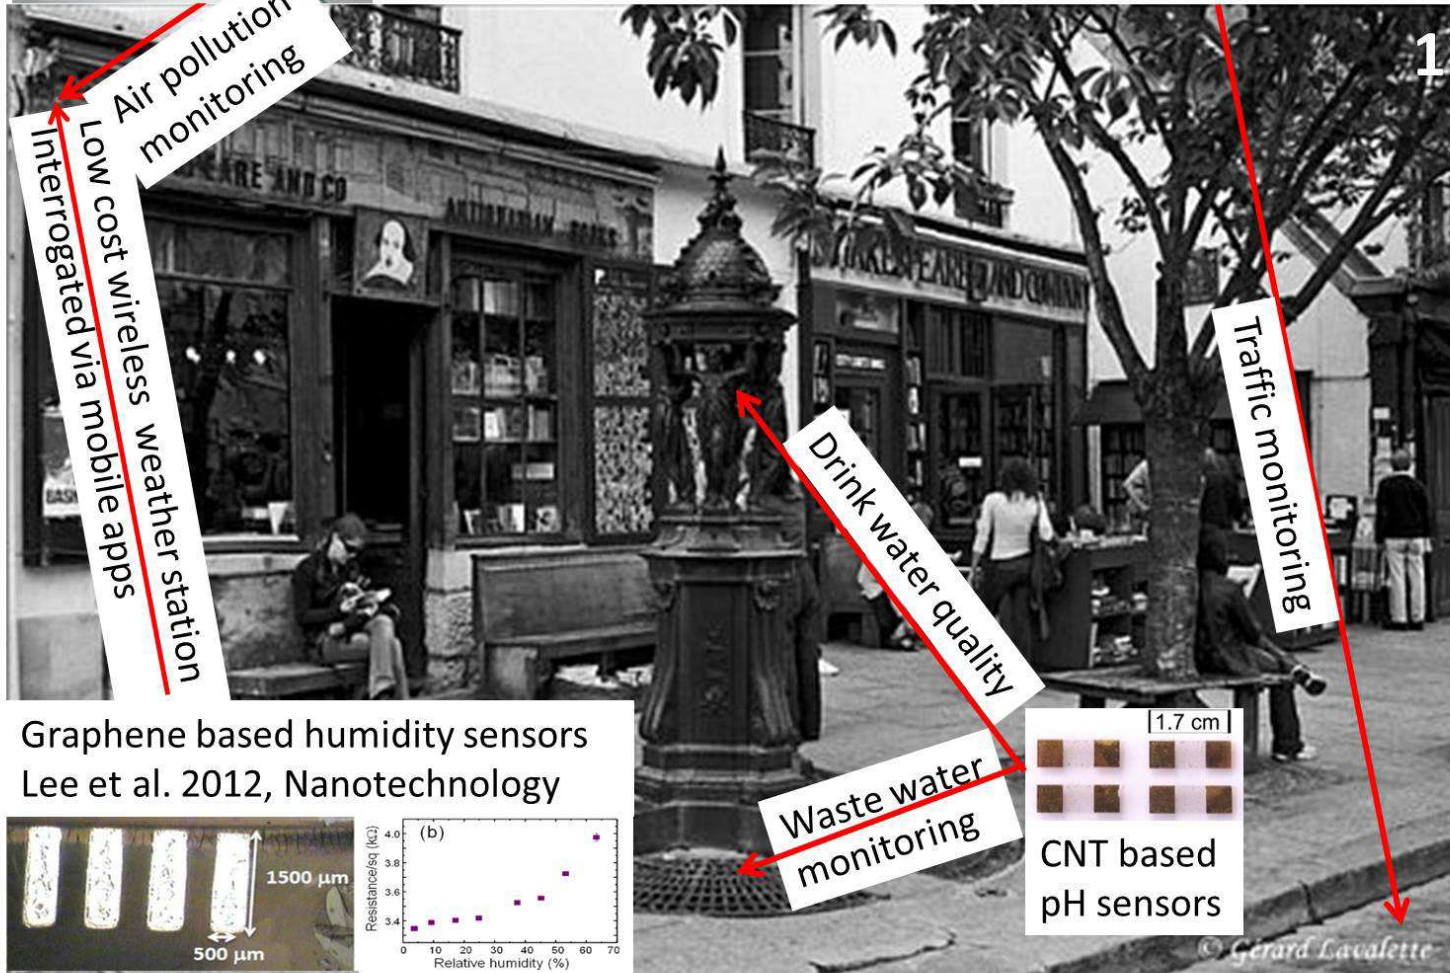 1
Air pollution
monitoring
Low cost wireless weather station
Interrogated via mobile apps
EARE AND CO
ANTIQUARIAN BOOKS
SHAKESPEARE AND COMPANY
Drink water quality
Traffic monitoring
Waste water
monitoring
Graphene based humidity sensors
Lee et al. 2012, Nanotechnology
1500 μm
500 μm
(b)
Resistance/sq (kΩ)
4.0
3.8
3.6
3.4
0 10 20 30 40 50 60 70
Relative humidity (%)
1.7 cm
CNT based
pH sensors
© Gérard Lavalette